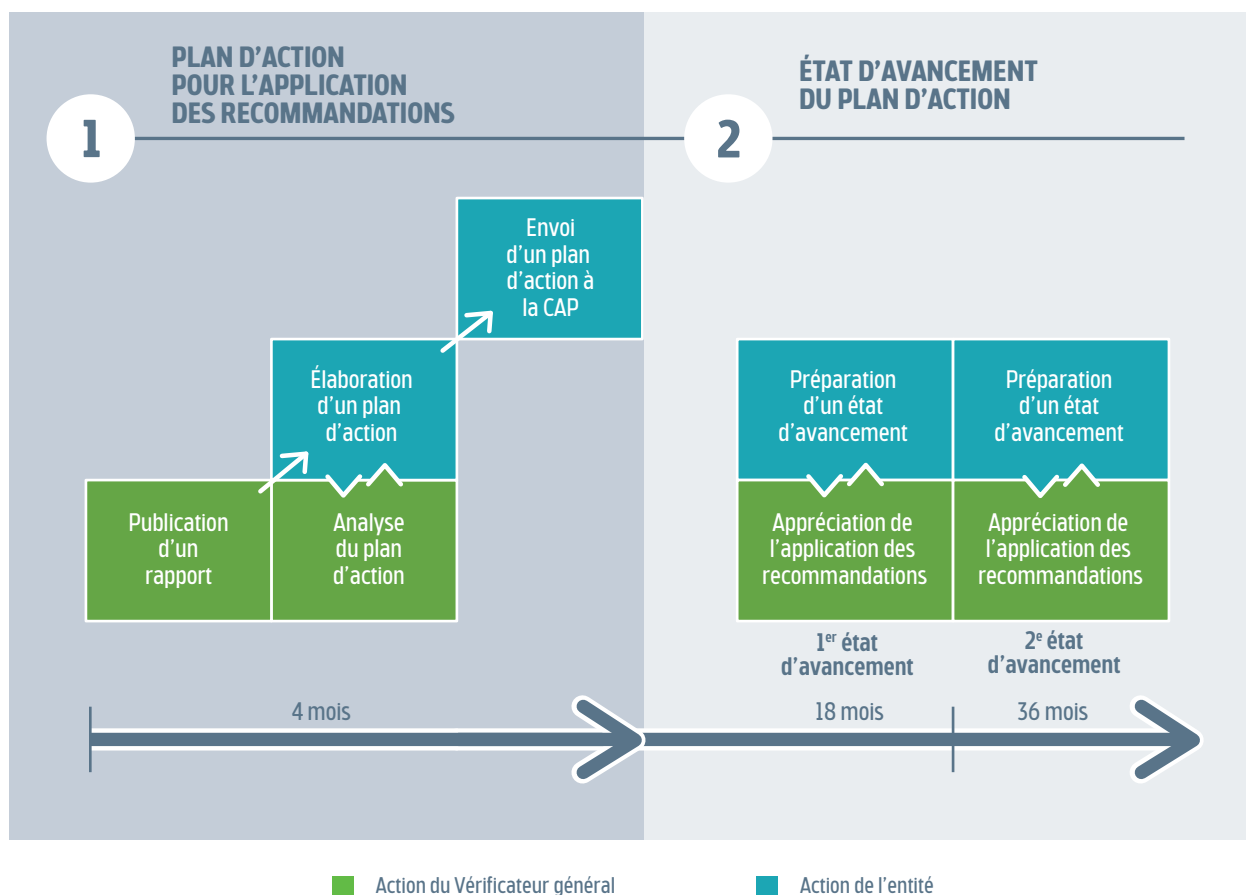 PLAN D'ACTION
POUR L'APPLICATION
DES RECOMMANDATIONS
1
ÉTAT D'AVANCEMENT
DU PLAN D'ACTION
2
Envoi
d'un plan
d'action à
la CAP
Élaboration
d'un plan
d'action
Publication
d'un
rapport
Analyse
du plan
d'action
Préparation
d'un état
d'avancement
Préparation
d'un état
d'avancement
Appréciation de
l'application des
recommandations
Appréciation de
l'application des
recommandations
1er état
d'avancement
2e état
d'avancement
4 mois
18 mois
36 mois
Action du Vérificateur général
Action de l'entité